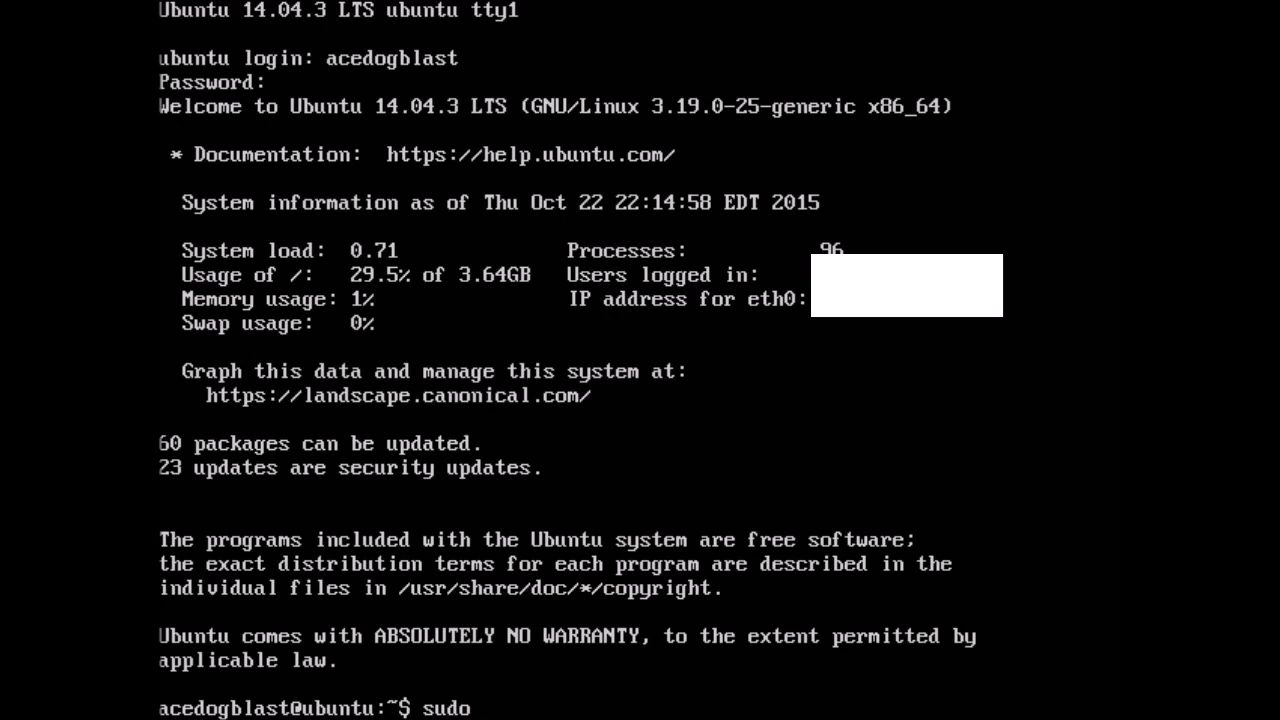 Ubuntu 14.04.3 LTS ubuntu tty1
ubuntu login: acedogblast
Password:
Welcome to Ubuntu 14.04.3 LTS (GNU/Linux 3.19.0-25-generic x86_64)
* Documentation: https://help.ubuntu.com/
System information as of Thu Oct 22 22:14:58 EDT 2015
System load: 0.71 Processes: 96
Usage of /: 29.5% of 3.64GB Users logged in:
Memory usage: 1% IP address for eth0:
Swap usage: 0%
Graph this data and manage this system at:
https://landscape.canonical.com/
60 packages can be updated.
23 updates are security updates.
The programs included with the Ubuntu system are free software;
the exact distribution terms for each program are described in the
individual files in /usr/share/doc/*/copyright.
Ubuntu comes with ABSOLUTELY NO WARRANTY, to the extent permitted by
applicable law.
acedogblast@ubuntu:~$ sudo